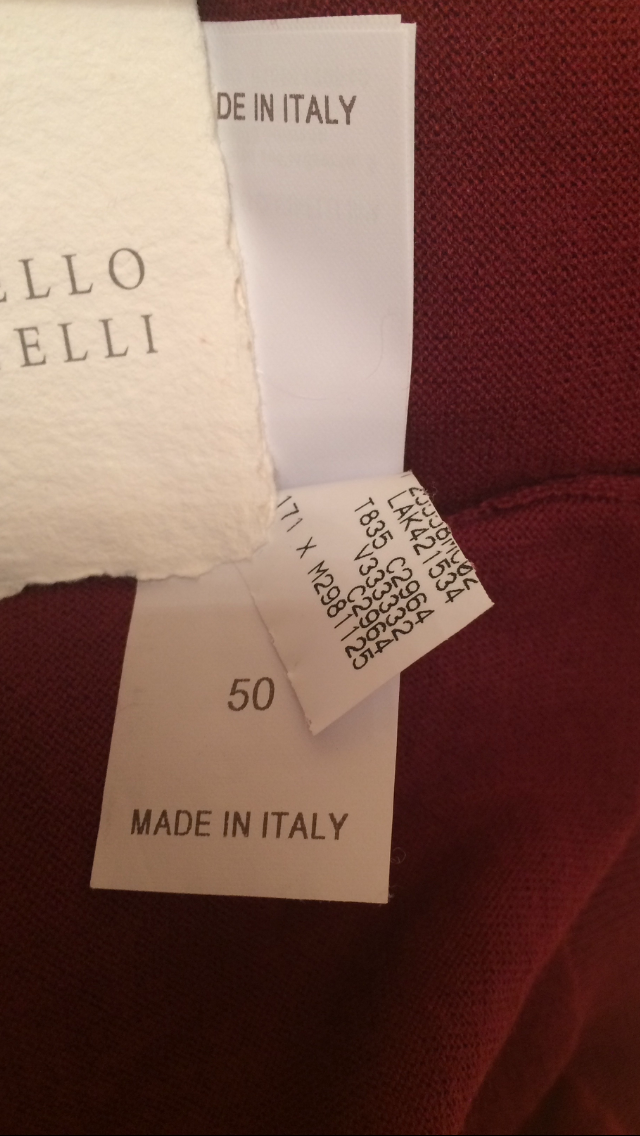 DE IN ITALY
ELLO
ELLI
LAK421534
T835 C2964
V333332
C2964
171 X M2981125
50
MADE IN ITALY